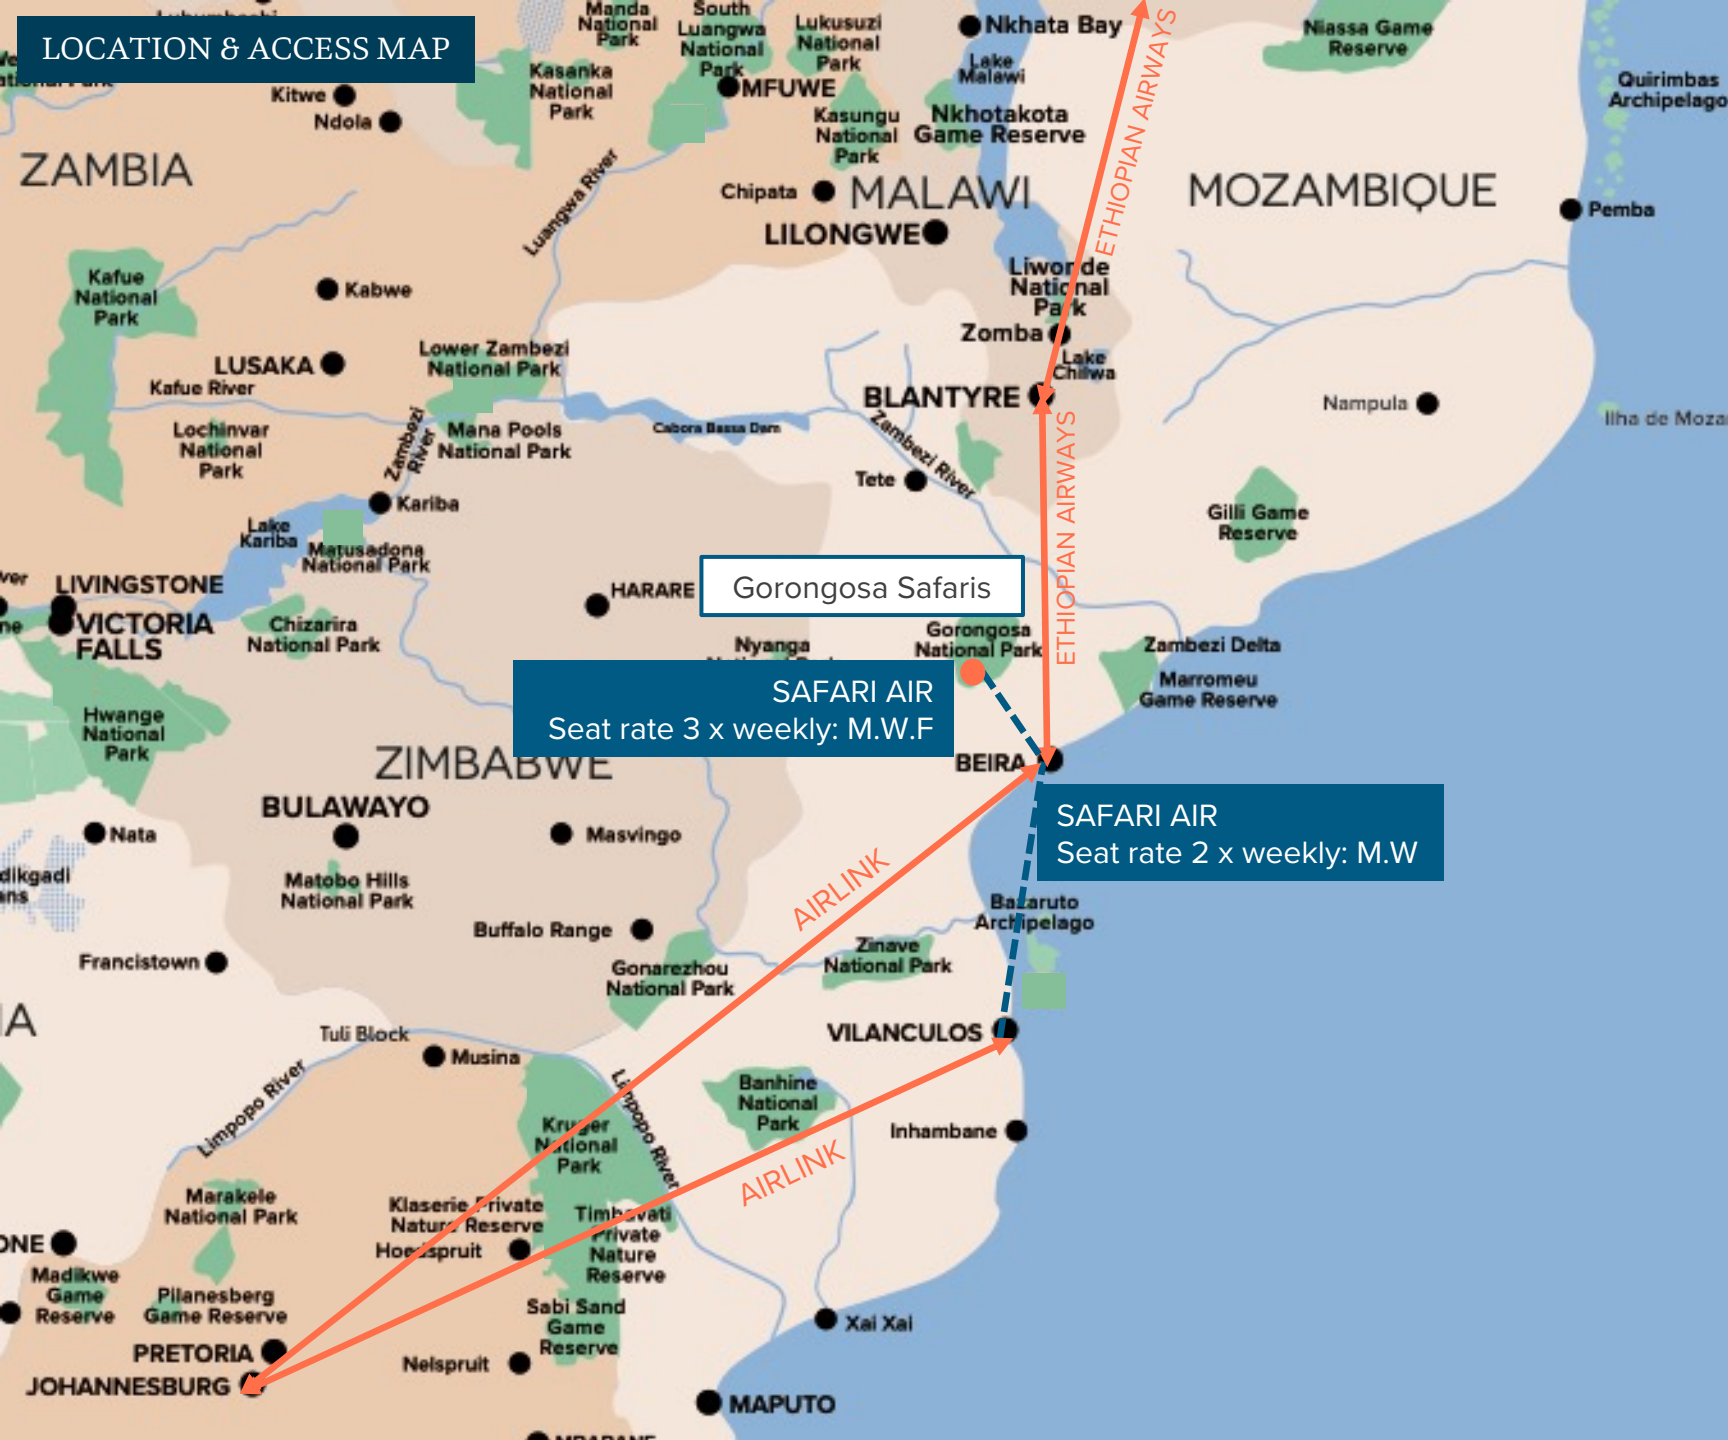 LOCATION & ACCESS MAP
Manda
National
Park
South
Luangwa
National
Park
Lukusuzi
National
Park
Nkhata Bay
Lake
Malawi
ETHIOPIAN AIRWAYS
Niassa Game
Reserve
Quirimbas
Archipelago
Kitwe
Ndola
Kasanka
National
Park
MFUWE
Kasungu
National
Park
Nkhotakota
Game Reserve
ZAMBIA
Luangwa River
Chipata
MALAWI
LILONGWE
MOZAMBIQUE
Pemba
Kafue
National
Park
Kabwe
Liwonde
National
Park
Zomba
Lake
Chilwa
LUSAKA
Kafue River
Lower Zambezi
National Park
BLANTYRE
Nampula
Ilha de Moza
Lochinvar
National
Park
Zambezi
River
Mana Pools
National Park
Cabora Bassa Dam
Zambezi River
Tete
ETHIOPIAN AIRWAYS
Kariba
Lake
Kariba
Matusadona
National Park
Gilli Game
Reserve
ver
LIVINGSTONE
ne
VICTORIA
FALLS
Chizarira
National Park
HARARE
Gorongosa Safaris
Nyanga
Gorongosa
National Park
Zambezi Delta
Marromeu
Game Reserve
SAFARI AIR
Seat rate 3 x weekly: M.W.F
Hwange
National
Park
ZIMBABWE
BEIRA
BULAWAYO
SAFARI AIR
Seat rate 2 x weekly: M.W
Nata
Masvingo
dikgadi
ans
Matobo Hills
National Park
AIRLINK
Bazaruto
Archipelago
Buffalo Range
Francistown
Gonarezhou
National Park
Zinave
National Park
IA
Tuli Block
VILANCULOS
Musina
Limpopo River
Limpopo River
Banhine
National
Park
Kruger
National
Park
Inhambane
AIRLINK
Marakele
National Park
Klaserie Private
Nature Reserve
Hoedspruit
Timbavati
Private
Nature
Reserve
ONE
Madikwe
Game
Reserve
Pilanesberg
Game Reserve
Sabi Sand
Game
Reserve
Xai Xai
PRETORIA
Nelspruit
JOHANNESBURG
MAPUTO